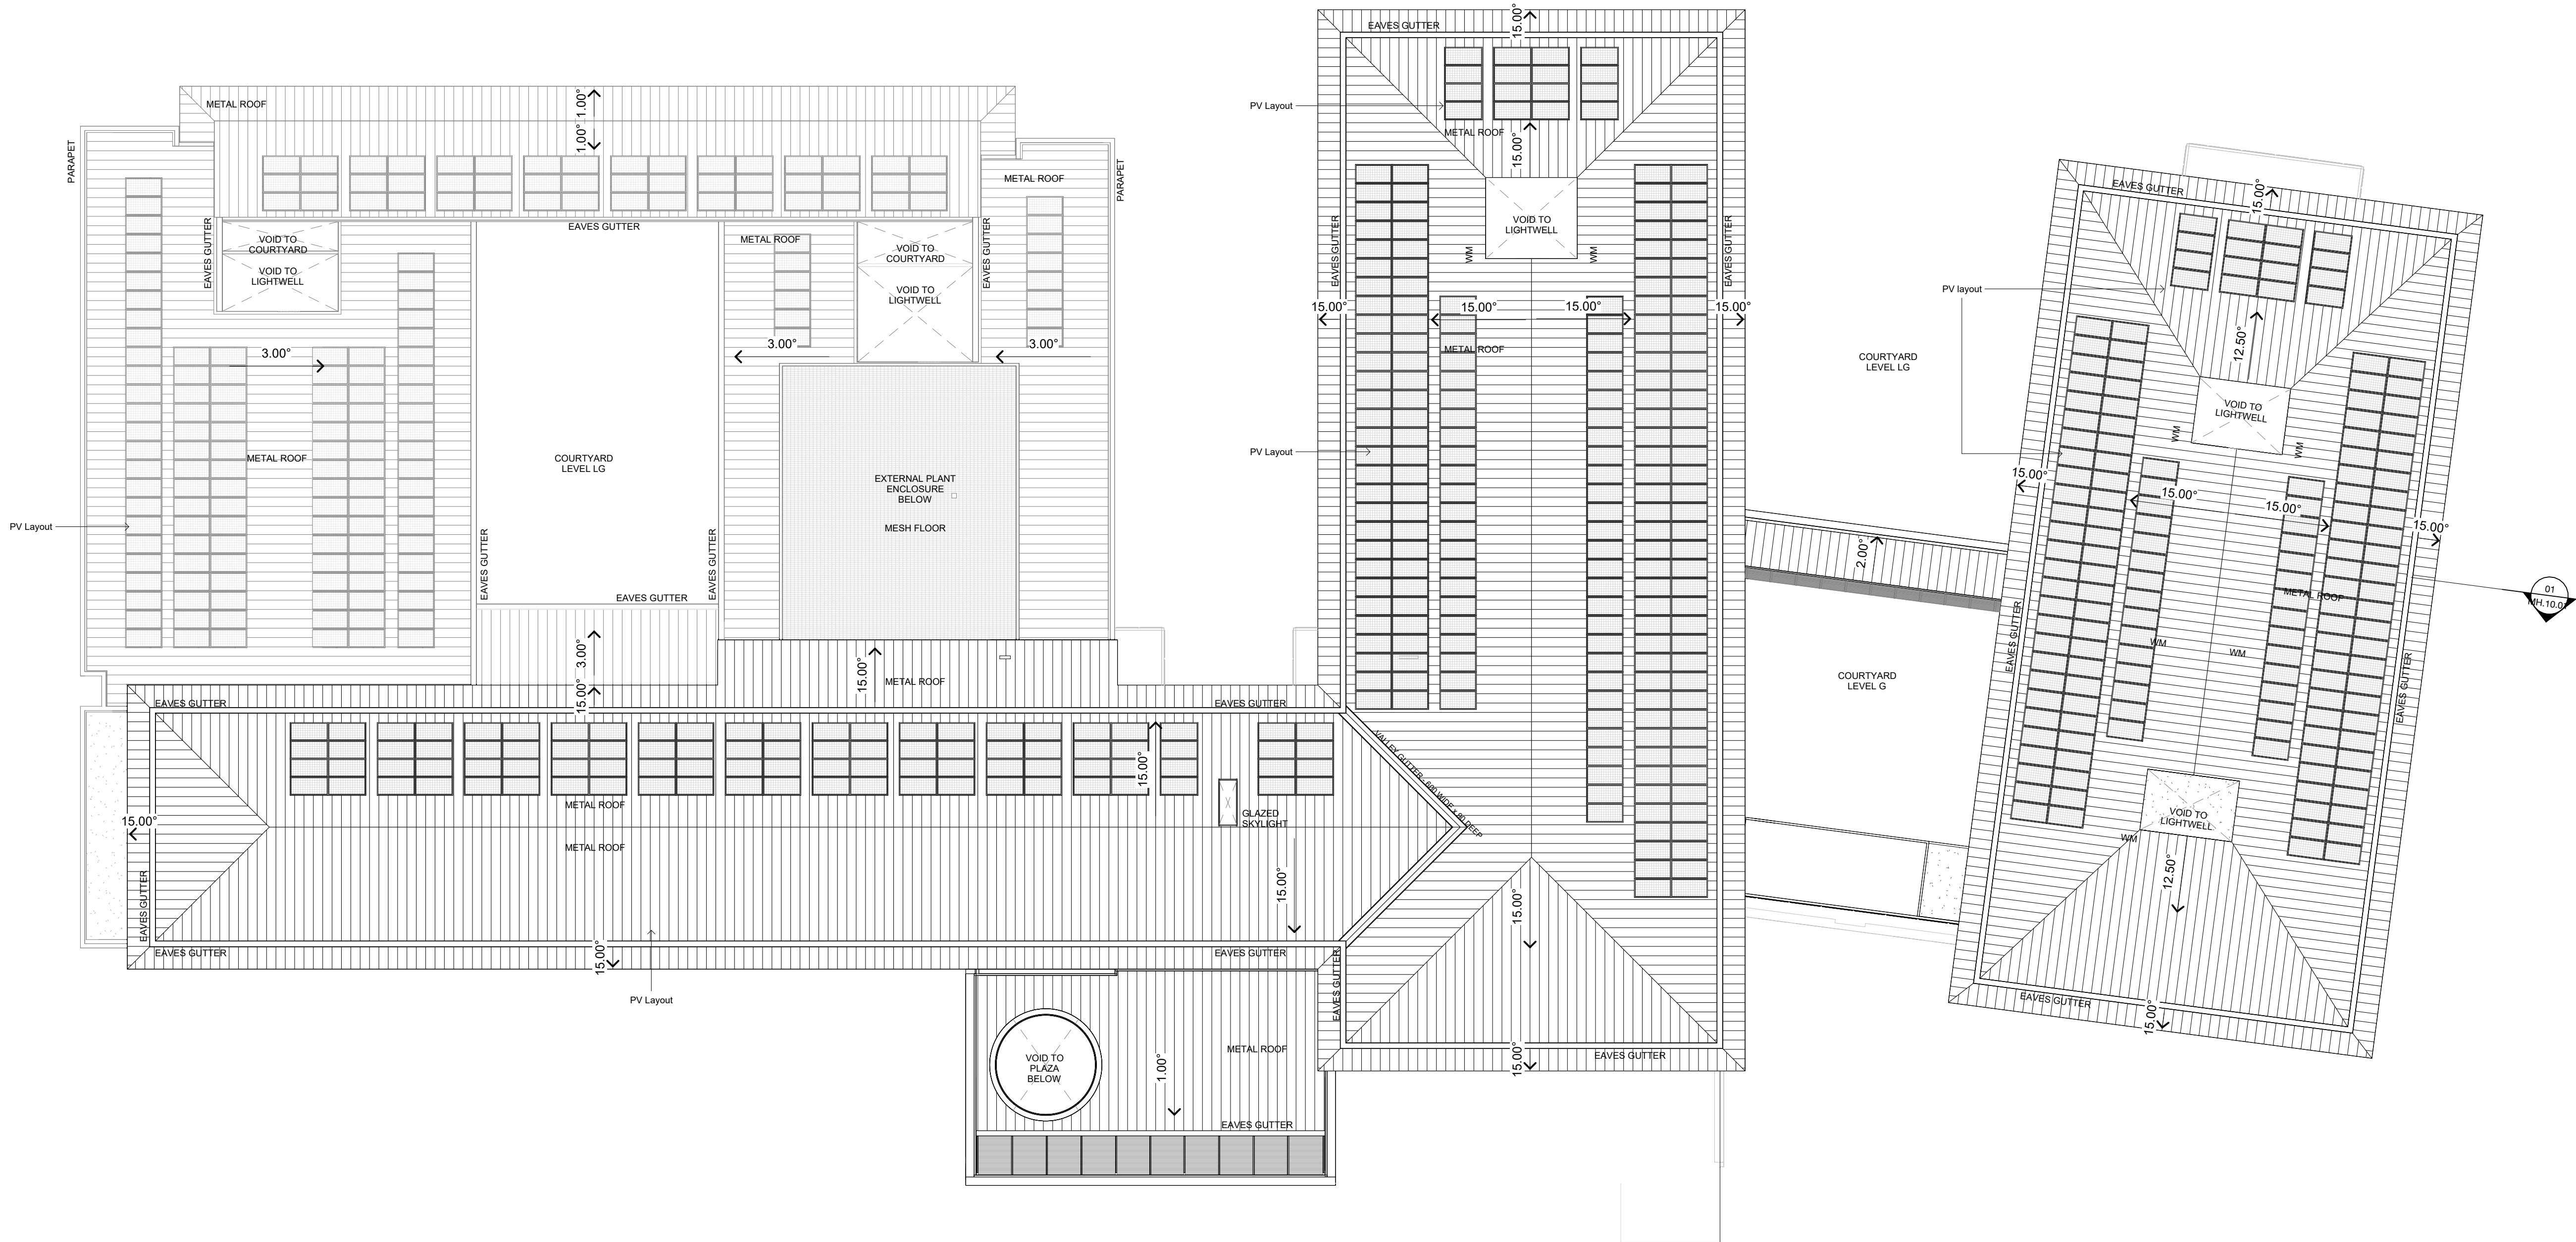 EAVES GUTTER
15.00°
METAL ROOF
1.00°
1.00°
PV Layout
METAL ROOF
15.00°
PARAPET
METAL ROOF
PARAPET
EAVES GUTTER
15.00°
EAVES GUTTER
VOID TO
COURTYARD
VOID TO
LIGHTWELL
EAVES GUTTER
METAL ROOF
VOID TO
COURTYARD
VOID TO
LIGHTWELL
EAVES GUTTER
EAVES GUTTER
VOID TO
LIGHTWELL
WM
WM
EAVES GUTTER
PV layout
15.00°
15.00°
15.00°
15.00°
3.00°
3.00°
3.00°
METAL ROOF
COURTYARD
LEVEL LG
12.50°
VOID TO
LIGHTWELL
WM
WM
METAL ROOF
COURTYARD
LEVEL LG
PV Layout
15.00°
15.00°
15.00°
15.00°
EXTERNAL PLANT
ENCLOSURE
BELOW
MESH FLOOR
PV Layout
EAVES GUTTER
EAVES GUTTER
2.00°
METAL ROOF
01
MH.10.01
EAVES GUTTER
EAVES GUTTER
WM
WM
3.00°
15.00°
METAL ROOF
COURTYARD
LEVEL G
EAVES GUTTER
EAVES GUTTER
15.00°
EAVES GUTTER
15.00°
VALLEY GUTTER - 600 WIDE x 90 DEEP
METAL ROOF
GLAZED
SKYLIGHT
15.00°
METAL ROOF
VOID TO
LIGHTWELL
WM
12.50°
EAVES GUTTER
15.00°
15.00°
EAVES GUTTER
15.00°
EAVES GUTTER
EAVES GUTTER
PV Layout
EAVES GUTTER
15.00°
VOID TO
PLAZA
BELOW
1.00°
METAL ROOF
15.00°
EAVES GUTTER
EAVES GUTTER